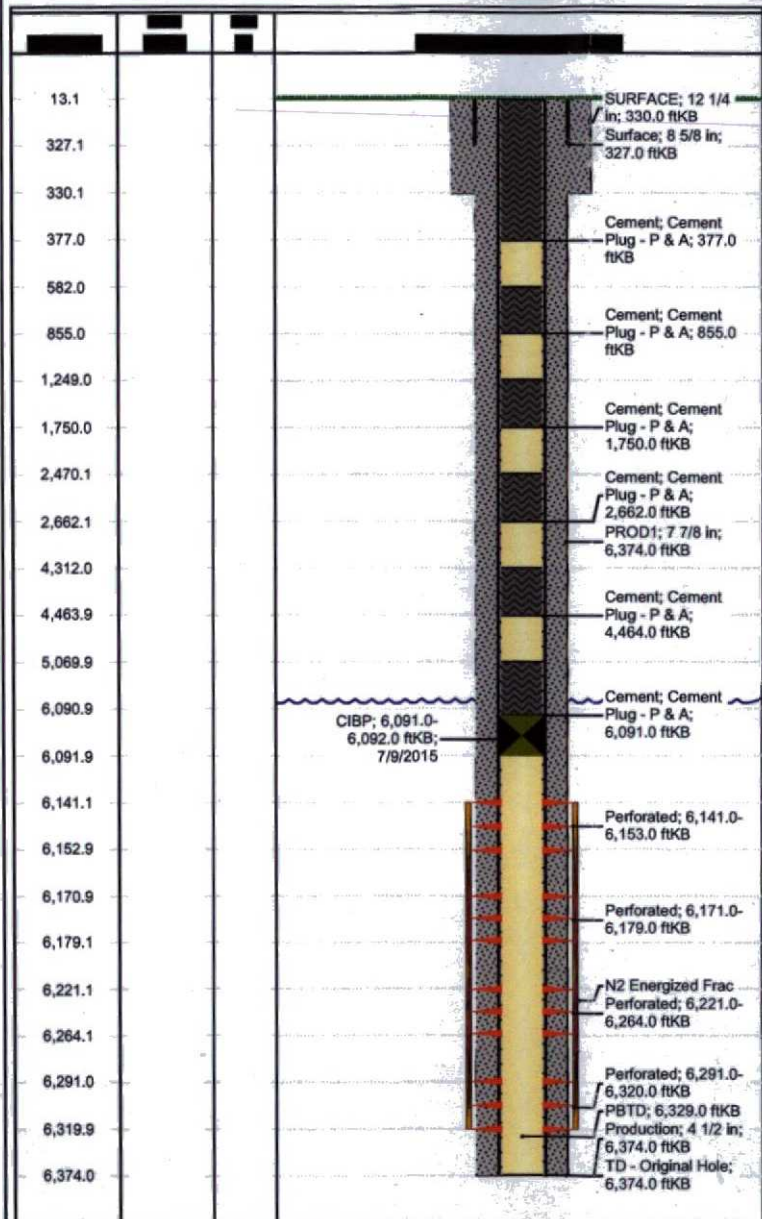 13.1
327.1
330.1
377.0
582.0
855.0
1,249.0
1,750.0
2,470.1
2,662.1
4,312.0
4,463.9
5,069.9
6,090.9
6,091.9
6,141.1
6,152.9
6,170.9
6,179.1
6,221.1
6,264.1
6,291.0
6,319.9
6,374.0
CIBP; 6,091.0-
6,092.0 ftKB;
7/9/2015
SURFACE; 12 1/4
in; 330.0 ftKB
Surface; 8 5/8 in;
327.0 ftKB
Cement; Cement
Plug - P & A; 377.0
ftKB
Cement; Cement
Plug - P & A; 855.0
ftKB
Cement; Cement
Plug - P & A;
1,750.0 ftKB
Cement; Cement
Plug - P & A;
2,662.0 ftKB
PROD1; 7 7/8 in;
6,374.0 ftKB
Cement; Cement
Plug - P & A;
4,464.0 ftKB
Cement; Cement
Plug - P & A;
6,091.0 ftKB
Perforated; 6,141.0-
6,153.0 ftKB
Perforated; 6,171.0-
6,179.0 ftKB
N2 Energized Frac
Perforated; 6,221.0-
6,264.0 ftKB
Perforated; 6,291.0-
6,320.0 ftKB
PBTD; 6,329.0 ftKB
Production; 4 1/2 in;
6,374.0 ftKB
TD - Original Hole;
6,374.0 ftKB